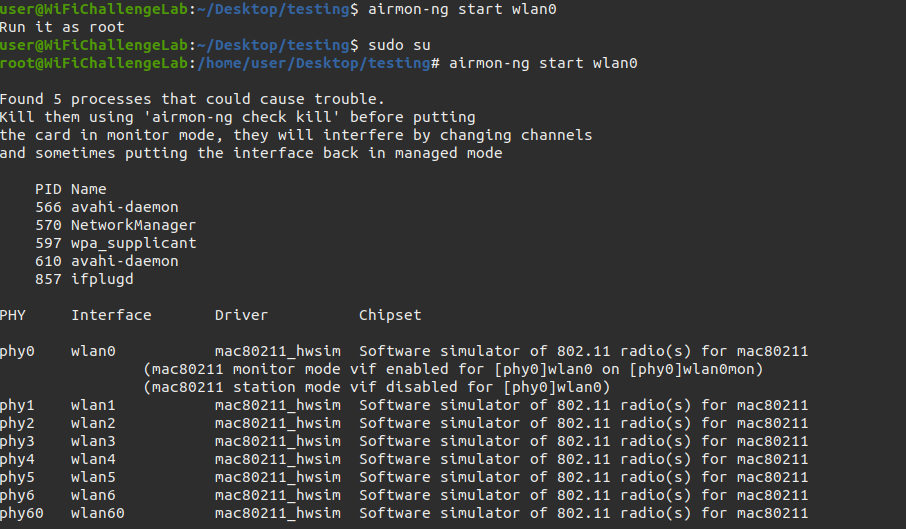 user@WiFiChallengeLab:~/Desktop/testing$ airmon-ng start wlan0
Run it as root
user@WiFiChallengeLab:~/Desktop/testing$ sudo su
root@WiFiChallengeLab:/home/user/Desktop/testing# airmon-ng start wlan0
Found 5 processes that could cause trouble.
Kill them using 'airmon-ng check kill' before putting
the card in monitor mode, they will interfere by changing channels
and sometimes putting the interface back in managed mode
PID Name
566 avahi-daemon
570 NetworkManager
597 wpa_supplicant
610 avahi-daemon
857 ifplugd
PHY Interface Driver Chipset
phy0 wlan0 mac80211_hwsim Software simulator of 802.11 radio(s) for mac80211
(mac80211 monitor mode vif enabled for [phy0]wlan0 on [phy0]wlan0mon)
(mac80211 station mode vif disabled for [phy0]wlan0)
phy1 wlan1 mac80211_hwsim Software simulator of 802.11 radio(s) for mac80211
phy2 wlan2 mac80211_hwsim Software simulator of 802.11 radio(s) for mac80211
phy3 wlan3 mac80211_hwsim Software simulator of 802.11 radio(s) for mac80211
phy4 wlan4 mac80211_hwsim Software simulator of 802.11 radio(s) for mac80211
phy5 wlan5 mac80211_hwsim Software simulator of 802.11 radio(s) for mac80211
phy6 wlan6 mac80211_hwsim Software simulator of 802.11 radio(s) for mac80211
phy60 wlan60 mac80211_hwsim Software simulator of 802.11 radio(s) for mac80211